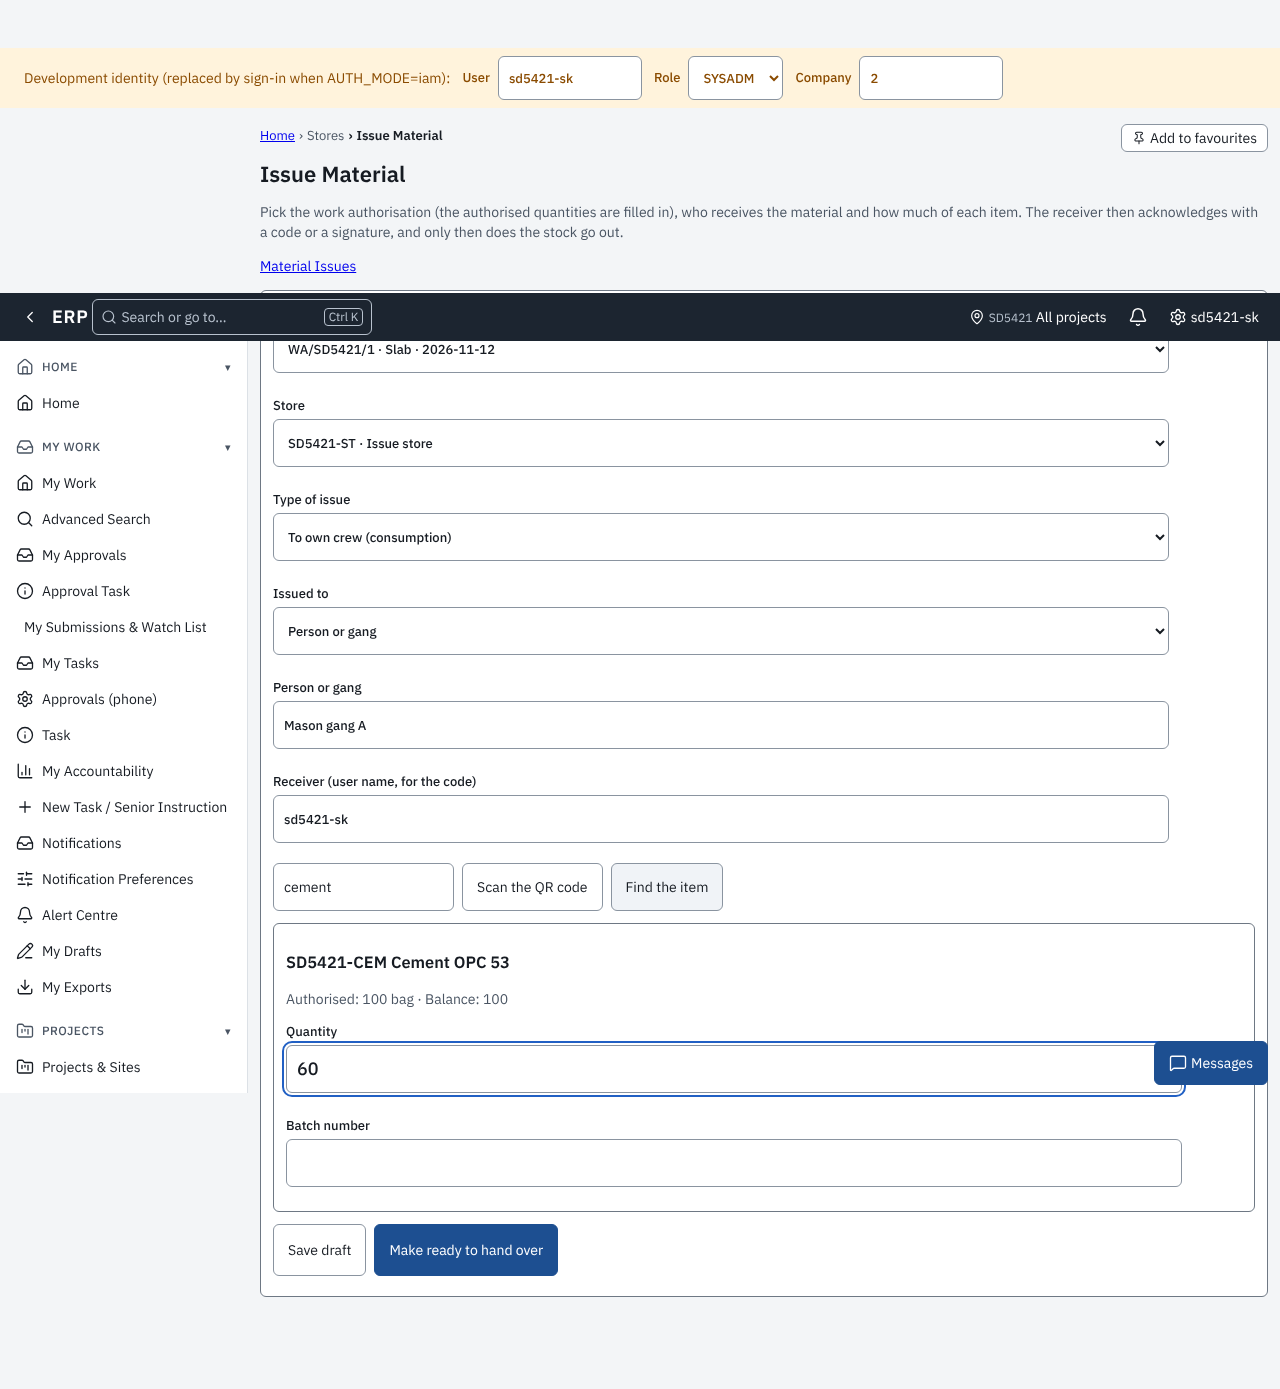 Development identity (replaced by sign-in when AUTH_MODE=iam): User sd5421-sk Role SYSADM Company 2
Home › Stores › Issue Material
Add to favourites
Issue Material
Pick the work authorisation (the authorised quantities are filled in), who receives the material and how much of each item. The receiver then acknowledges with
a code or a signature, and only then does the stock go out.
Material Issues
ERP Search or go to... Ctrl K SD5421 All projects sd5421-sk
HOME
Home
MY WORK
My Work
Advanced Search
My Approvals
Approval Task
My Submissions & Watch List
My Tasks
Approvals (phone)
Task
My Accountability
New Task / Senior Instruction
Notifications
Notification Preferences
Alert Centre
My Drafts
My Exports
PROJECTS
Projects & Sites
WA/SD5421/1 · Slab · 2026-11-12
Store
SD5421-ST · Issue store
Type of issue
To own crew (consumption)
Issued to
Person or gang
Person or gang
Mason gang A
Receiver (user name, for the code)
sd5421-sk
cement Scan the QR code Find the item
SD5421-CEM Cement OPC 53
Authorised: 100 bag · Balance: 100
Quantity
60
Messages
Batch number
Save draft Make ready to hand over